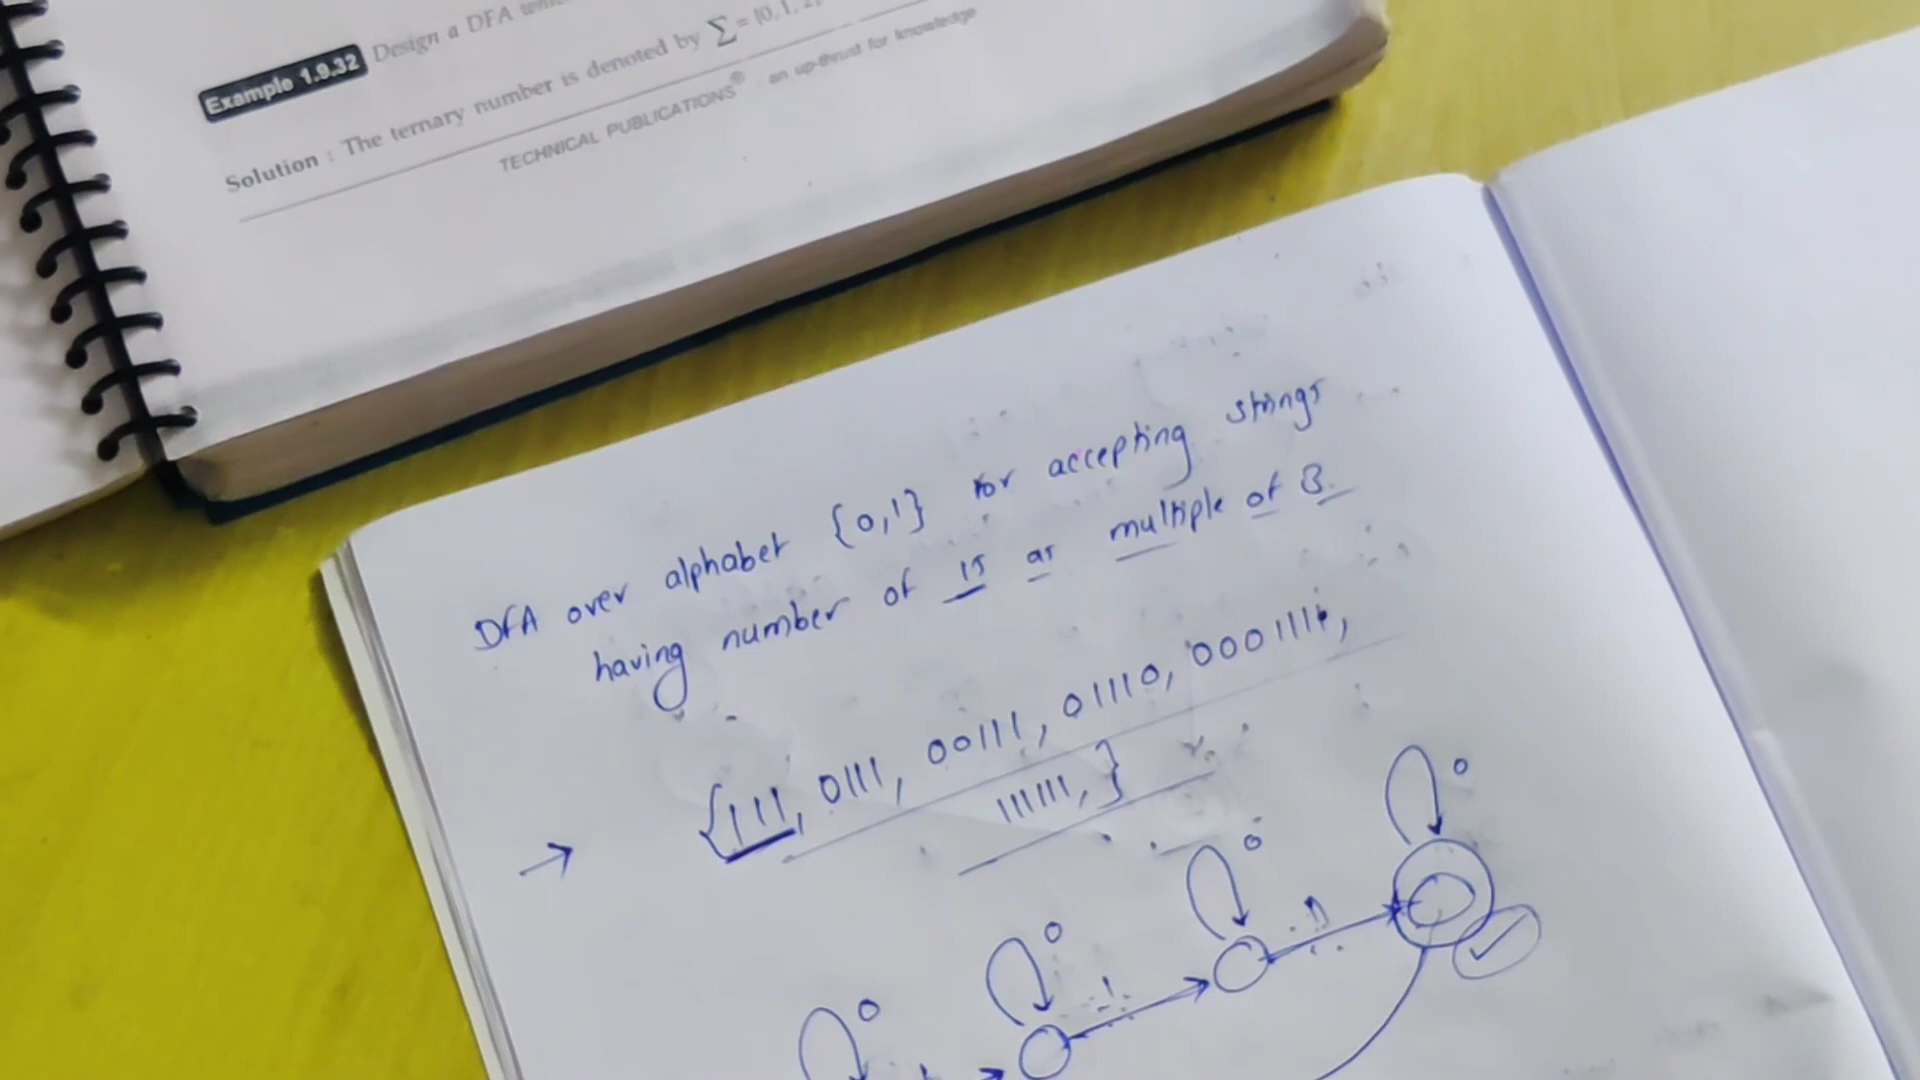 Example 1.9.32 Design a DFA
Solution : The ternary number is denoted by ∑ = {0, 1, 2,
TECHNICAL PUBLICATIONS® - an up-thrust for knowledge
DFA over alphabet {0,1} for accepting strings
having number of 1s as multiple of 3.
{111, 0111, 00111, 01110, 0001111,
111111, }
0
0
0
0
1
1
1